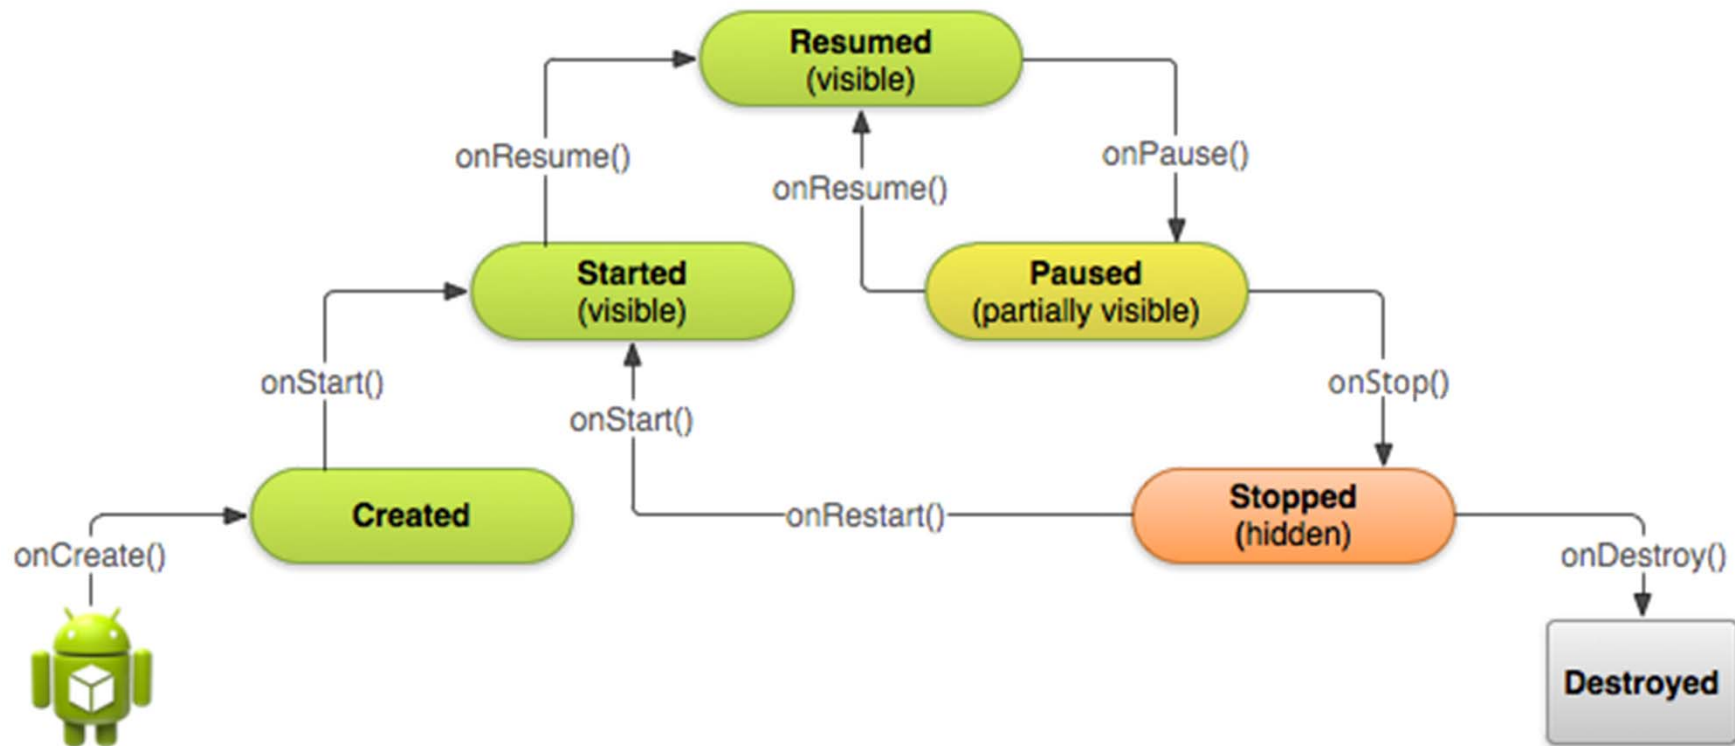 Resumed
(visible)
onResume()
onPause()
onResume()
Started
(visible)
Paused
(partially visible)
onStart()
onStart()
onStop()
Created
onRestart()
Stopped
(hidden)
onCreate()
onDestroy()
Destroyed